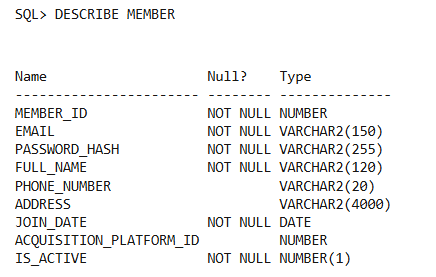 SQL> DESCRIBE MEMBER
Name                    Null?    Type
----------------------- -------- --------------
MEMBER_ID               NOT NULL NUMBER
EMAIL                   NOT NULL VARCHAR2(150)
PASSWORD_HASH           NOT NULL VARCHAR2(255)
FULL_NAME               NOT NULL VARCHAR2(120)
PHONE_NUMBER                     VARCHAR2(20)
ADDRESS                          VARCHAR2(4000)
JOIN_DATE               NOT NULL DATE
ACQUISITION_PLATFORM_ID          NUMBER
IS_ACTIVE               NOT NULL NUMBER(1)